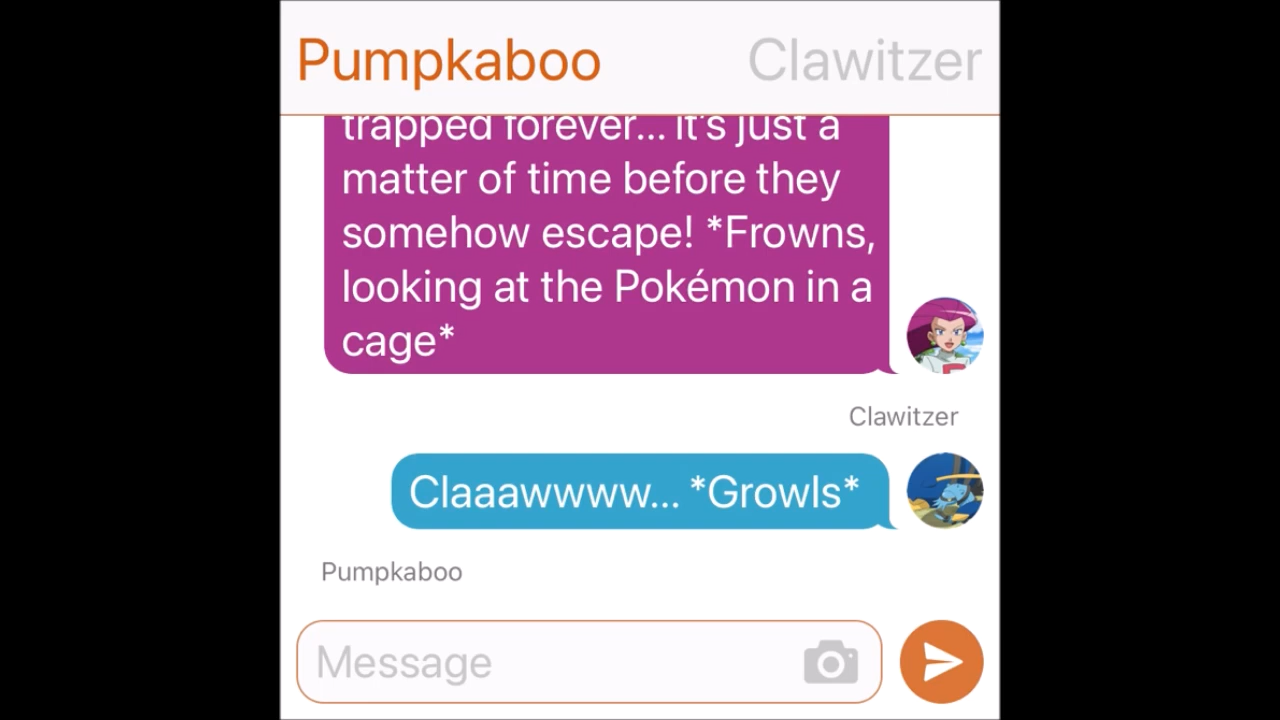 Pumpkaboo Clawitzer
trapped forever... It's just a
matter of time before they
somehow escape! *Frowns,
looking at the Pokémon in a
cage*
Clawitzer
Claaawwww... *Growls*
Pumpkaboo
Message